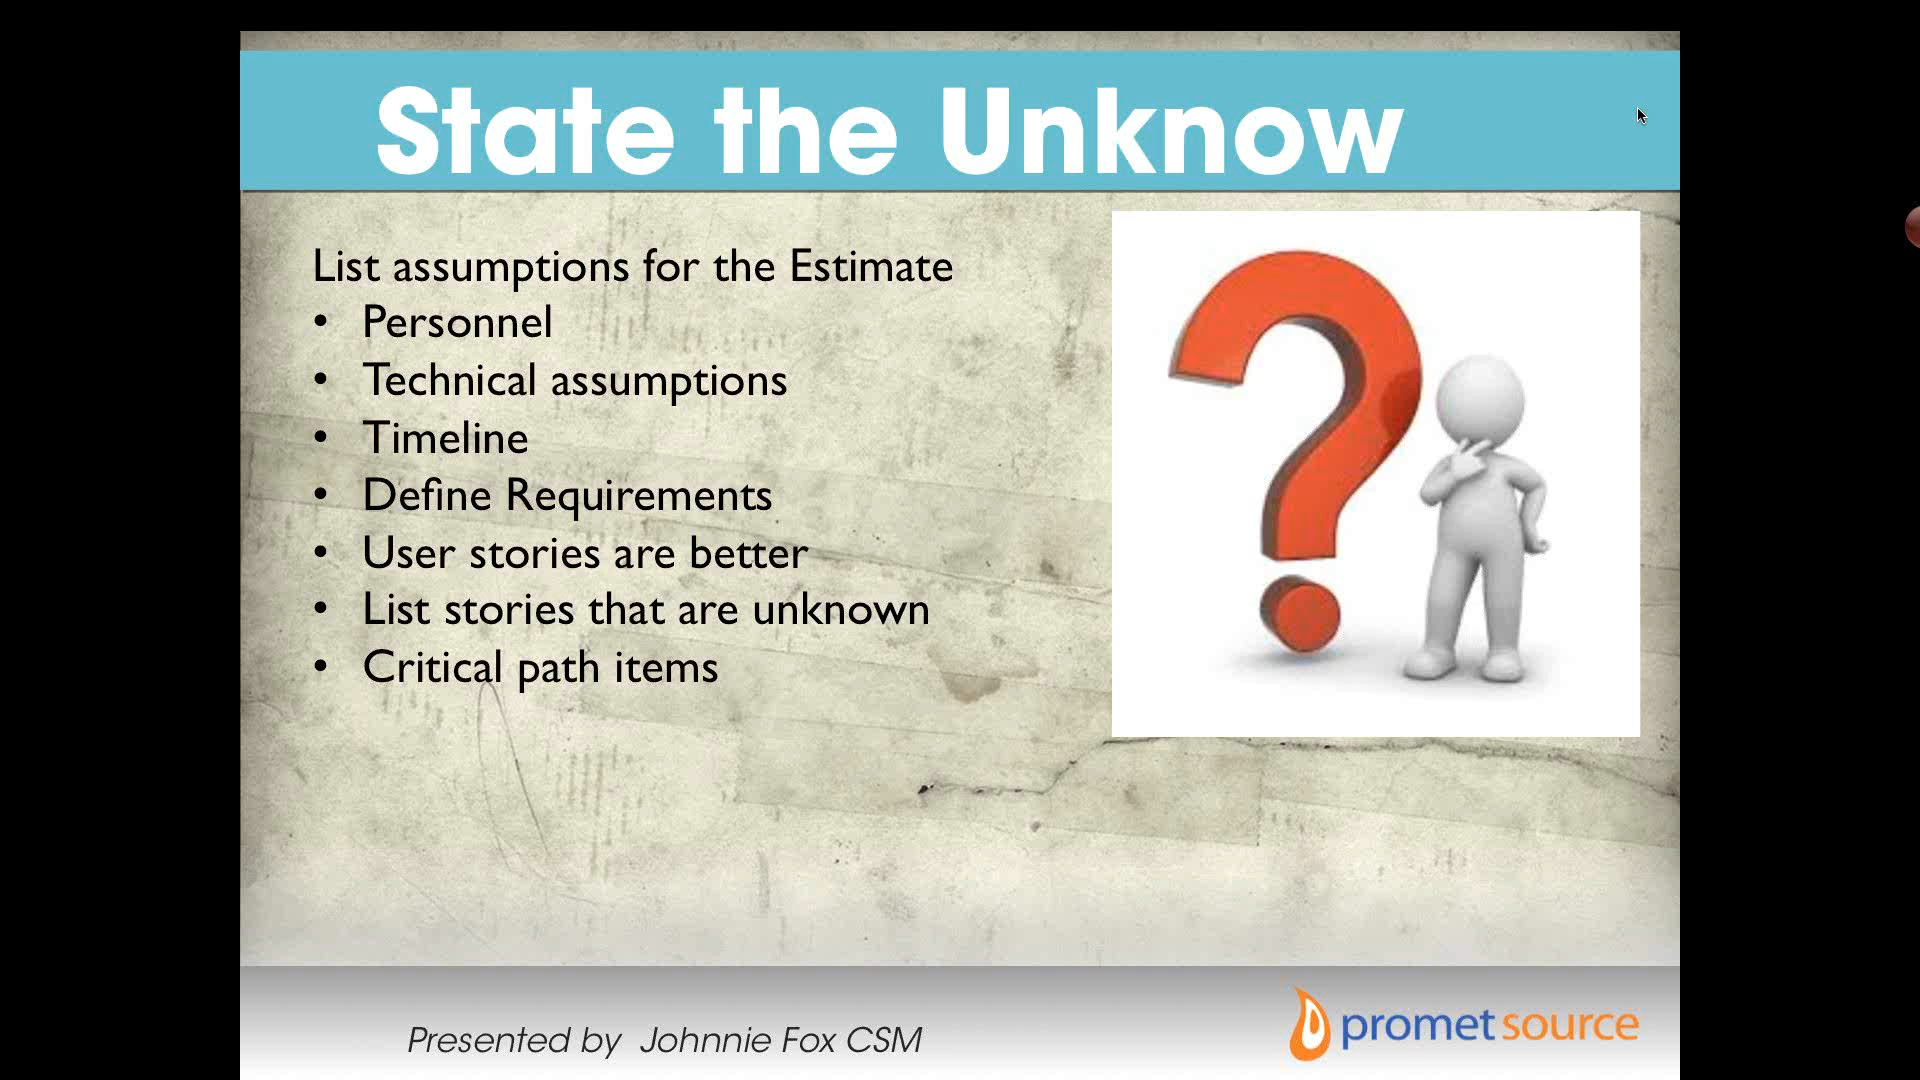 State the Unknow
List assumptions for the Estimate
• Personnel
• Technical assumptions
• Timeline
• Define Requirements
• User stories are better
• List stories that are unknown
• Critical path items
Presented by Johnnie Fox CSM
promet source